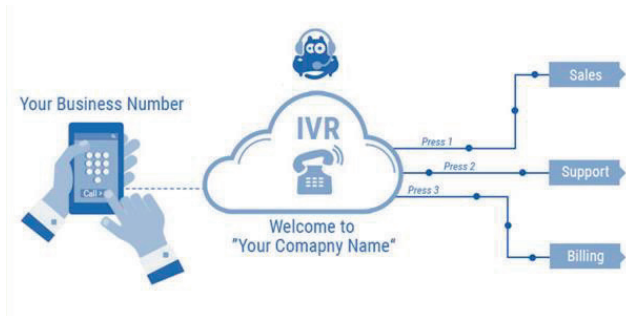 Your Business Number
Call
IVR
Welcome to
"Your Comapny Name“
Press 1
Press 2
Press 3
Sales
Support
Billing